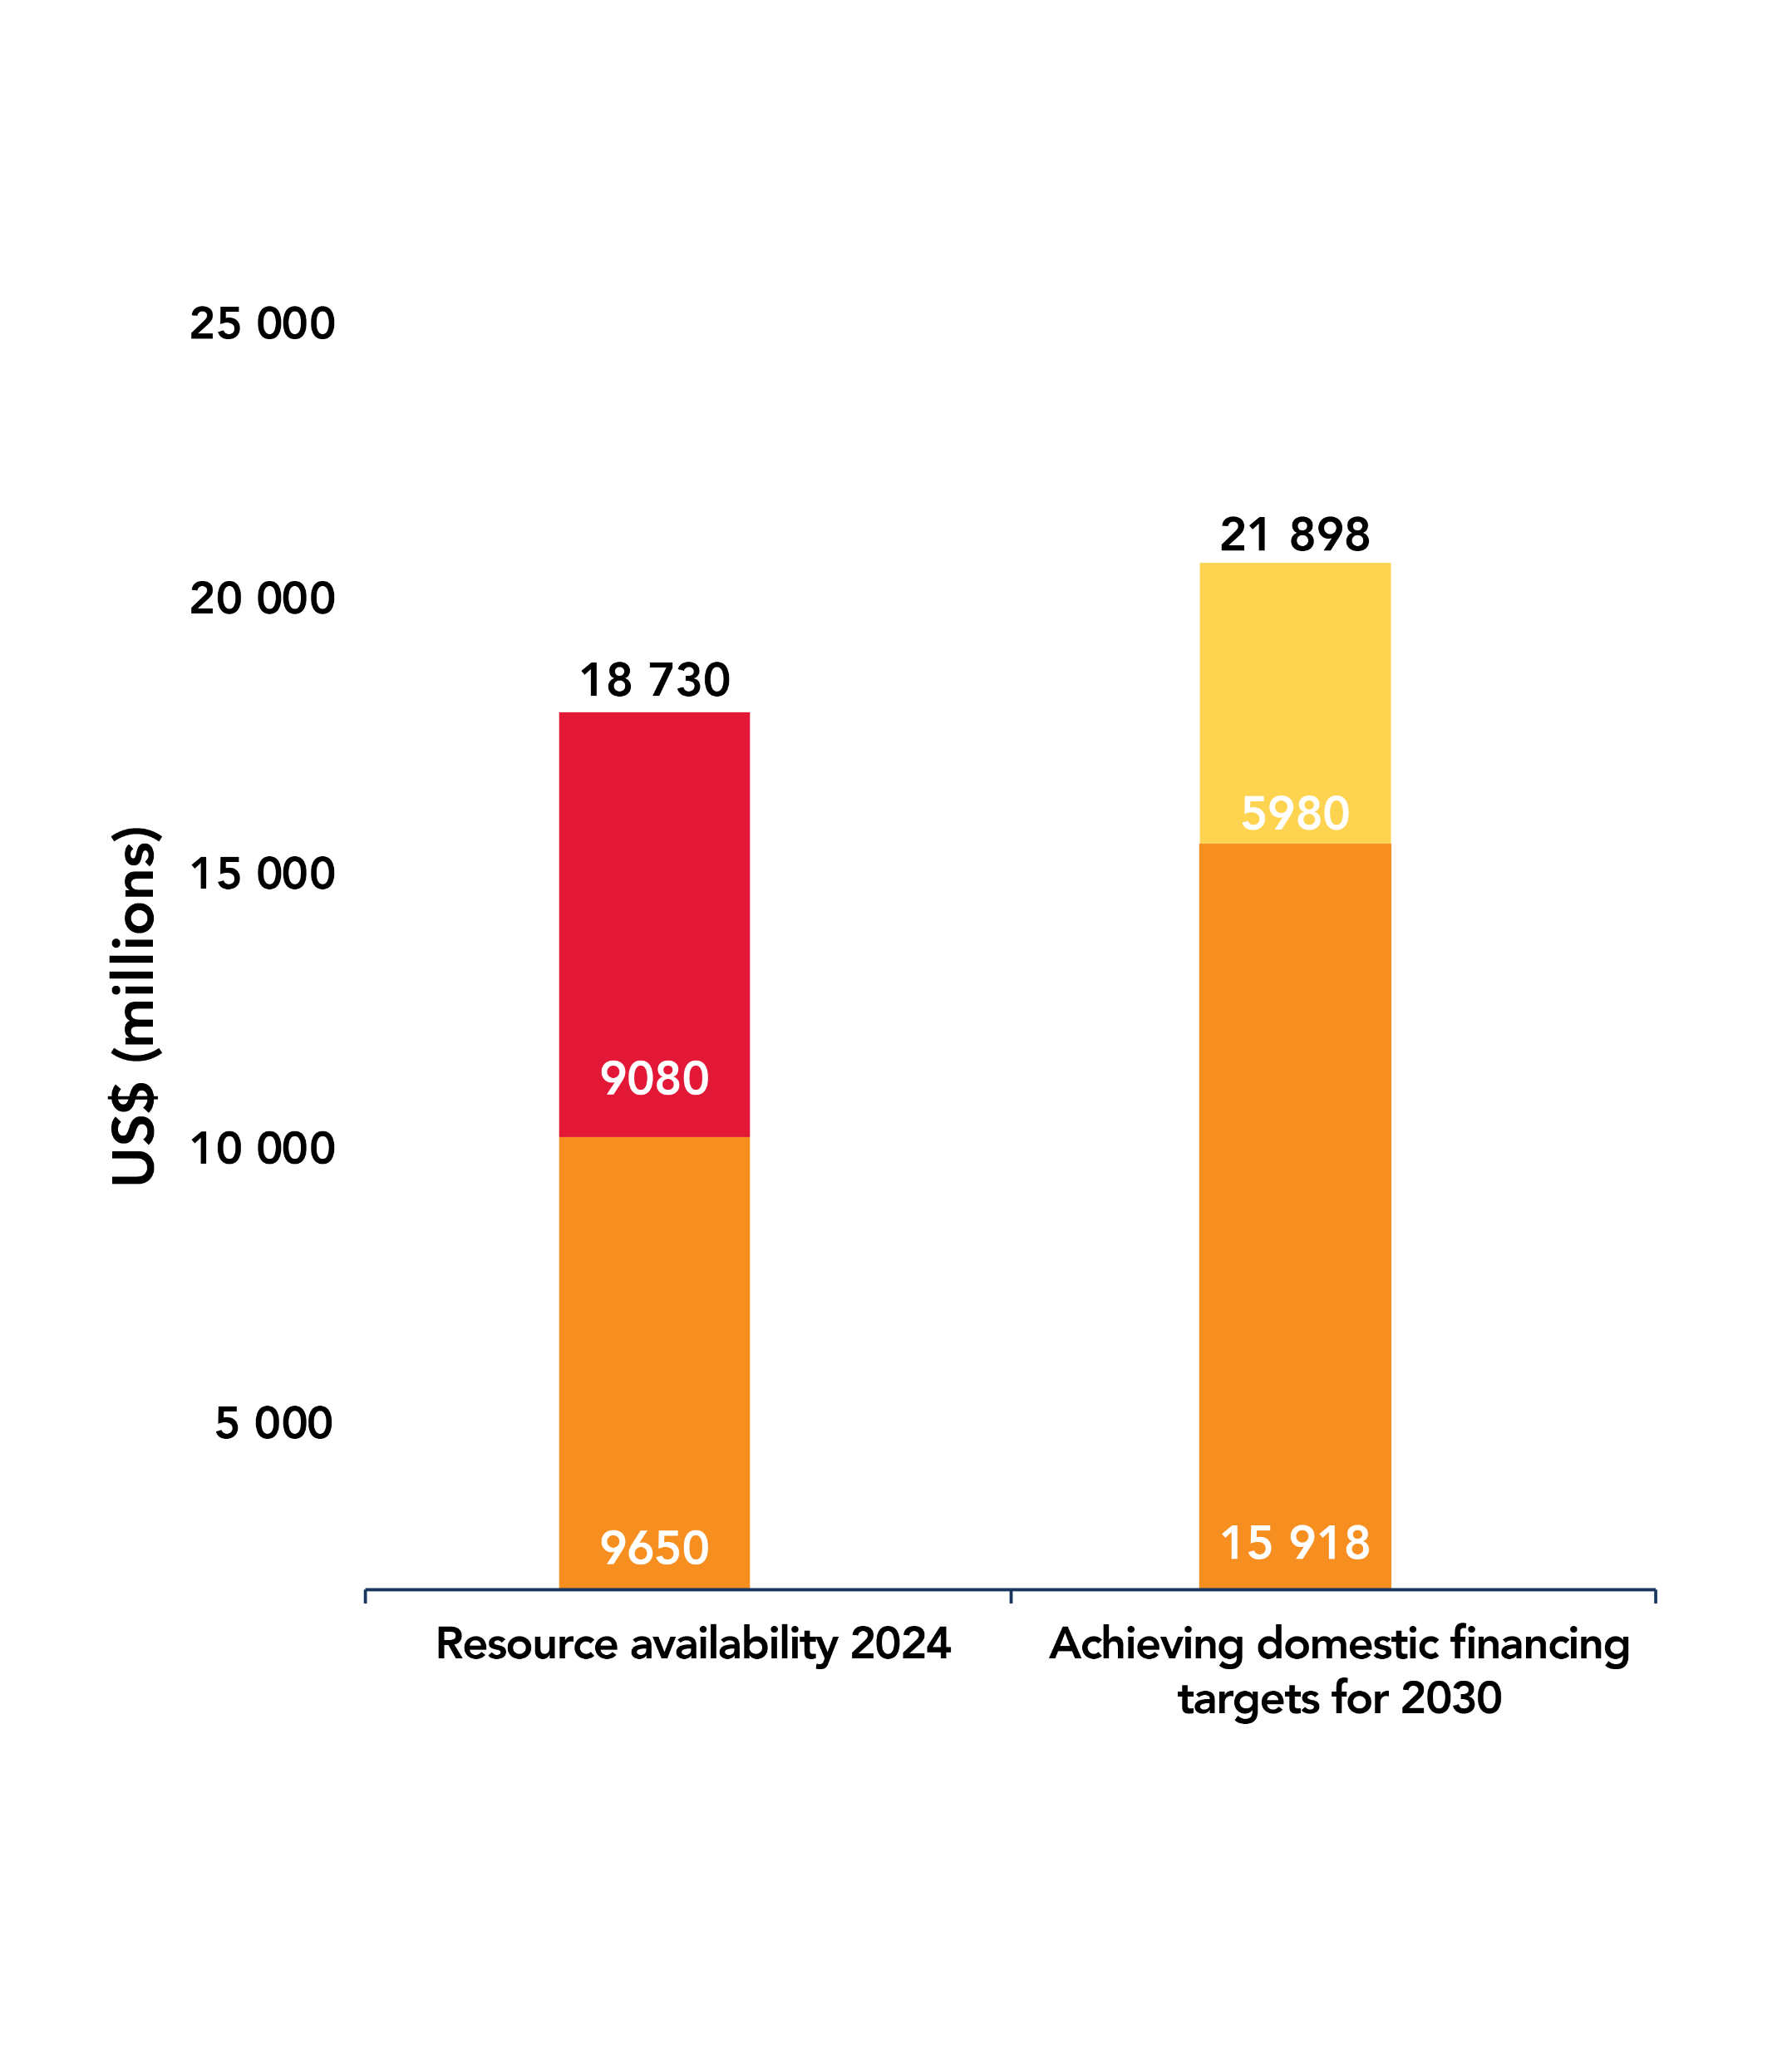 25 000
20 000
15 000
10 000
5 000
US$ (millions)
18 730
9080
9650
21 898
5980
15 918
Resource availability 2024
Achieving domestic financing
targets for 2030